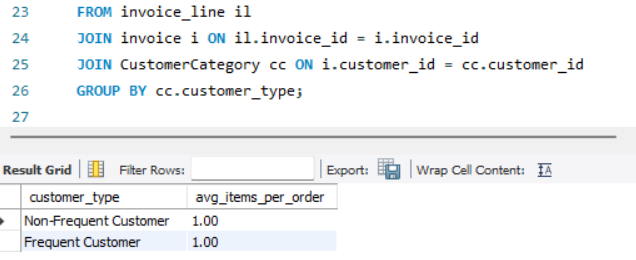 23 FROM invoice_line il
24 JOIN invoice i ON il.invoice_id = i.invoice_id
25 JOIN CustomerCategory cc ON i.customer_id = cc.customer_id
26 GROUP BY cc.customer_type;
27
Result Grid Filter Rows: Export: Wrap Cell Content: IA
customer_type avg_items_per_order
Non-Frequent Customer 1.00
Frequent Customer 1.00